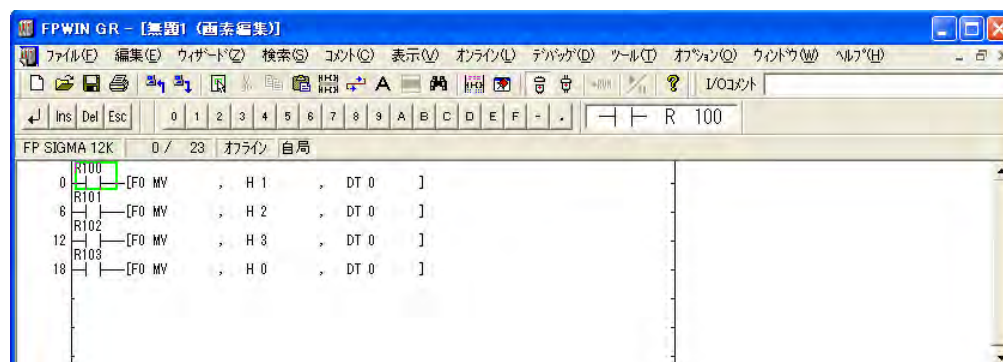 FPWIN GR - [無題1 (画素編集)]
ファイル(F) 編集(E) ウィザード(Z) 検索(S) コメント(C) 表示(V) オンライン(L) デバッグ(D) ツール(T) オプション(O) ウィンドウ(W) ヘルプ(H)
I/Oコメント
Ins Del Esc 0 1 2 3 4 5 6 7 8 9 A B C D E F - . R 100
FP SIGMA 12K 0 / 23 オフライン 自局
R100
0 [F0 MV , H 1 , DT 0 ]
R101
6 [F0 MV , H 2 , DT 0 ]
R102
12 [F0 MV , H 3 , DT 0 ]
R103
18 [F0 MV , H 0 , DT 0 ]